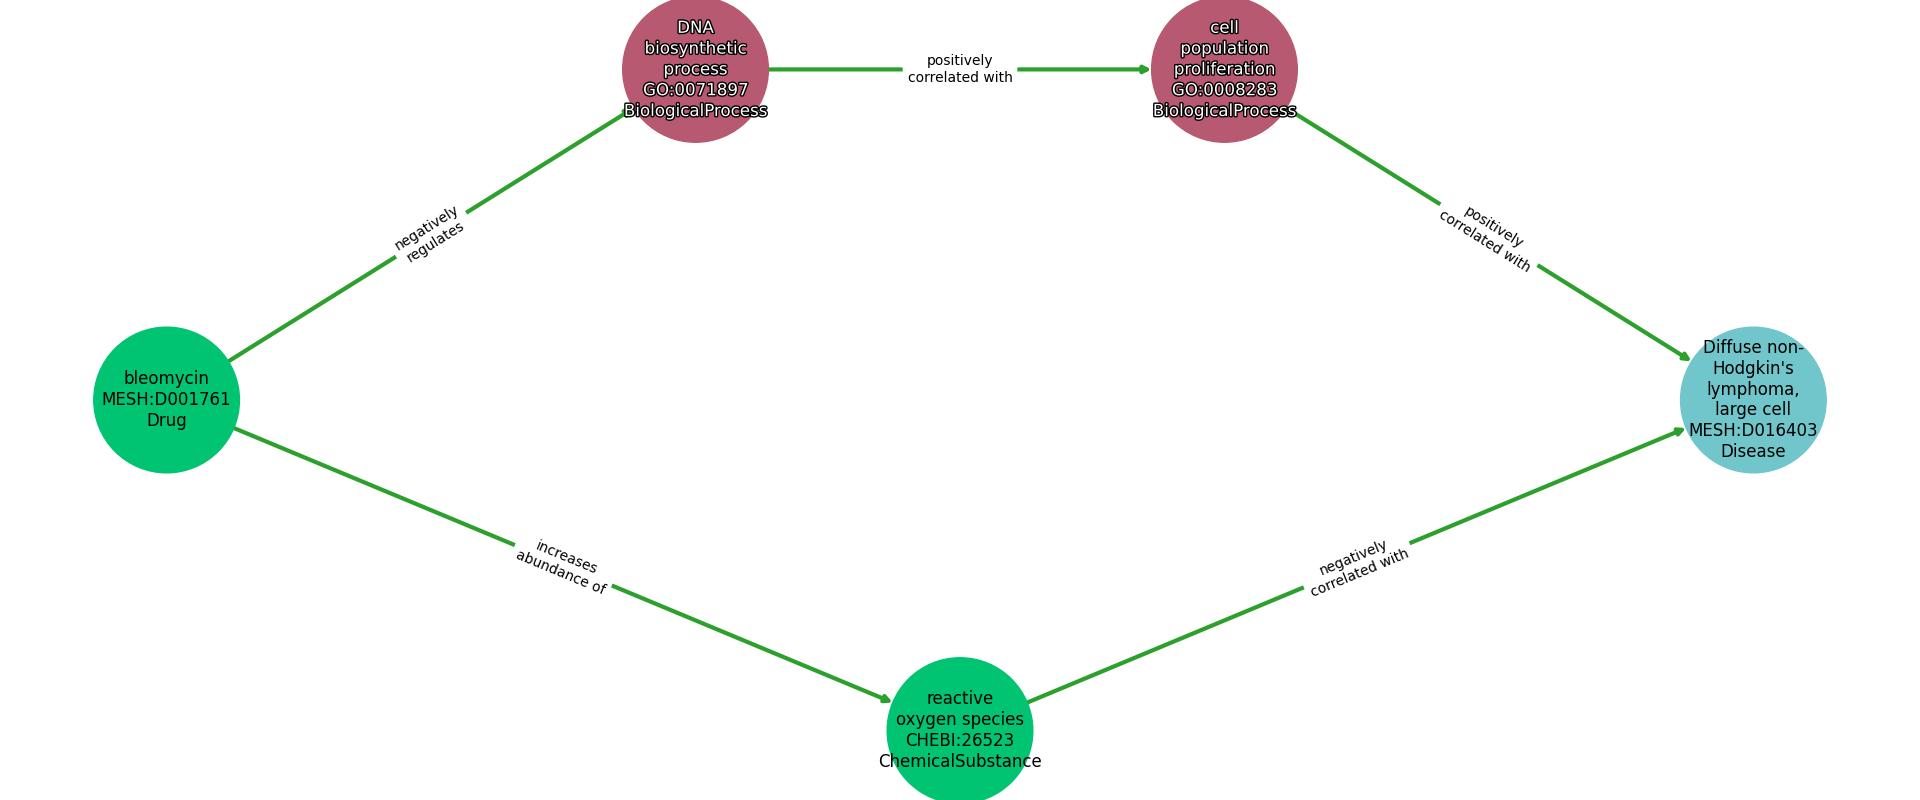 DNA
biosynthetic
process
GO:0071897
BiologicalProcess
positively
correlated with
cell
population
proliferation
GO:0008283
BiologicalProcess
negatively
regulates
positively
correlated with
bleomycin
MESH:D001761
Drug
Diffuse non-
Hodgkin's
lymphoma,
large cell
MESH:D016403
Disease
increases
abundance of
negatively
correlated with
reactive
oxygen species
CHEBI:26523
ChemicalSubstance